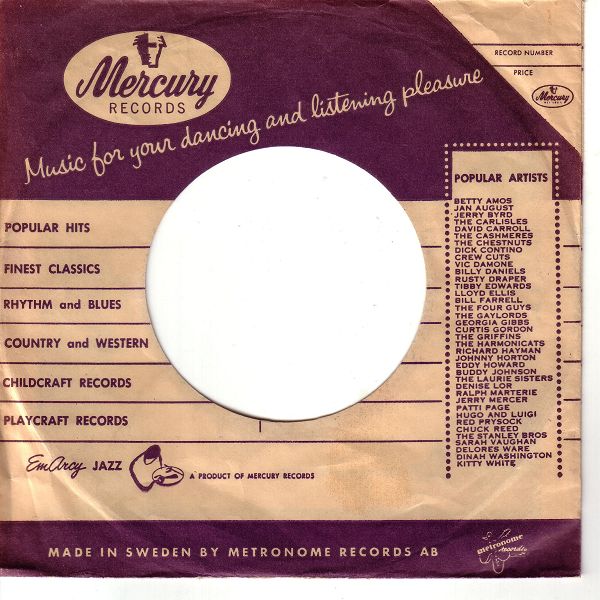 Mercury
RECORDS
Music for your dancing and listening pleasure
RECORD NUMBER
PRICE
Mercury
RECORDS
POPULAR HITS
FINEST CLASSICS
RHYTHM and BLUES
COUNTRY and WESTERN
CHILDCRAFT RECORDS
PLAYCRAFT RECORDS
EmArcy JAZZ
A PRODUCT OF MERCURY RECORDS
POPULAR ARTISTS
BETTY AMOS
JAN AUGUST
JERRY BYRD
THE CARLISLES
DAVID CARROLL
THE CASHMERES
THE CHESTNUTS
DICK CONTINO
CREW CUTS
VIC DAMONE
BILLY DANIELS
RUSTY DRAPER
TIBBY EDWARDS
LLOYD ELLIS
BILL FARRELL
THE FOUR GUYS
THE GAYLORDS
GEORGIA GIBBS
CURTIS GORDON
THE GRIFFINS
THE HARMONICATS
RICHARD HAYMAN
JOHNNY HORTON
EDDY HOWARD
BUDDY JOHNSON
THE LAURIE SISTERS
DENISE LOR
RALPH MARTERIE
JERRY MERCER
PATTI PAGE
HUGO AND LUIGI
RED PRYSOCK
CHUCK REED
THE STANLEY BROS
SARAH VAUGHAN
DELORES WARE
DINAH WASHINGTON
KITTY WHITE
MADE IN SWEDEN BY METRONOME RECORDS AB
metronome
records